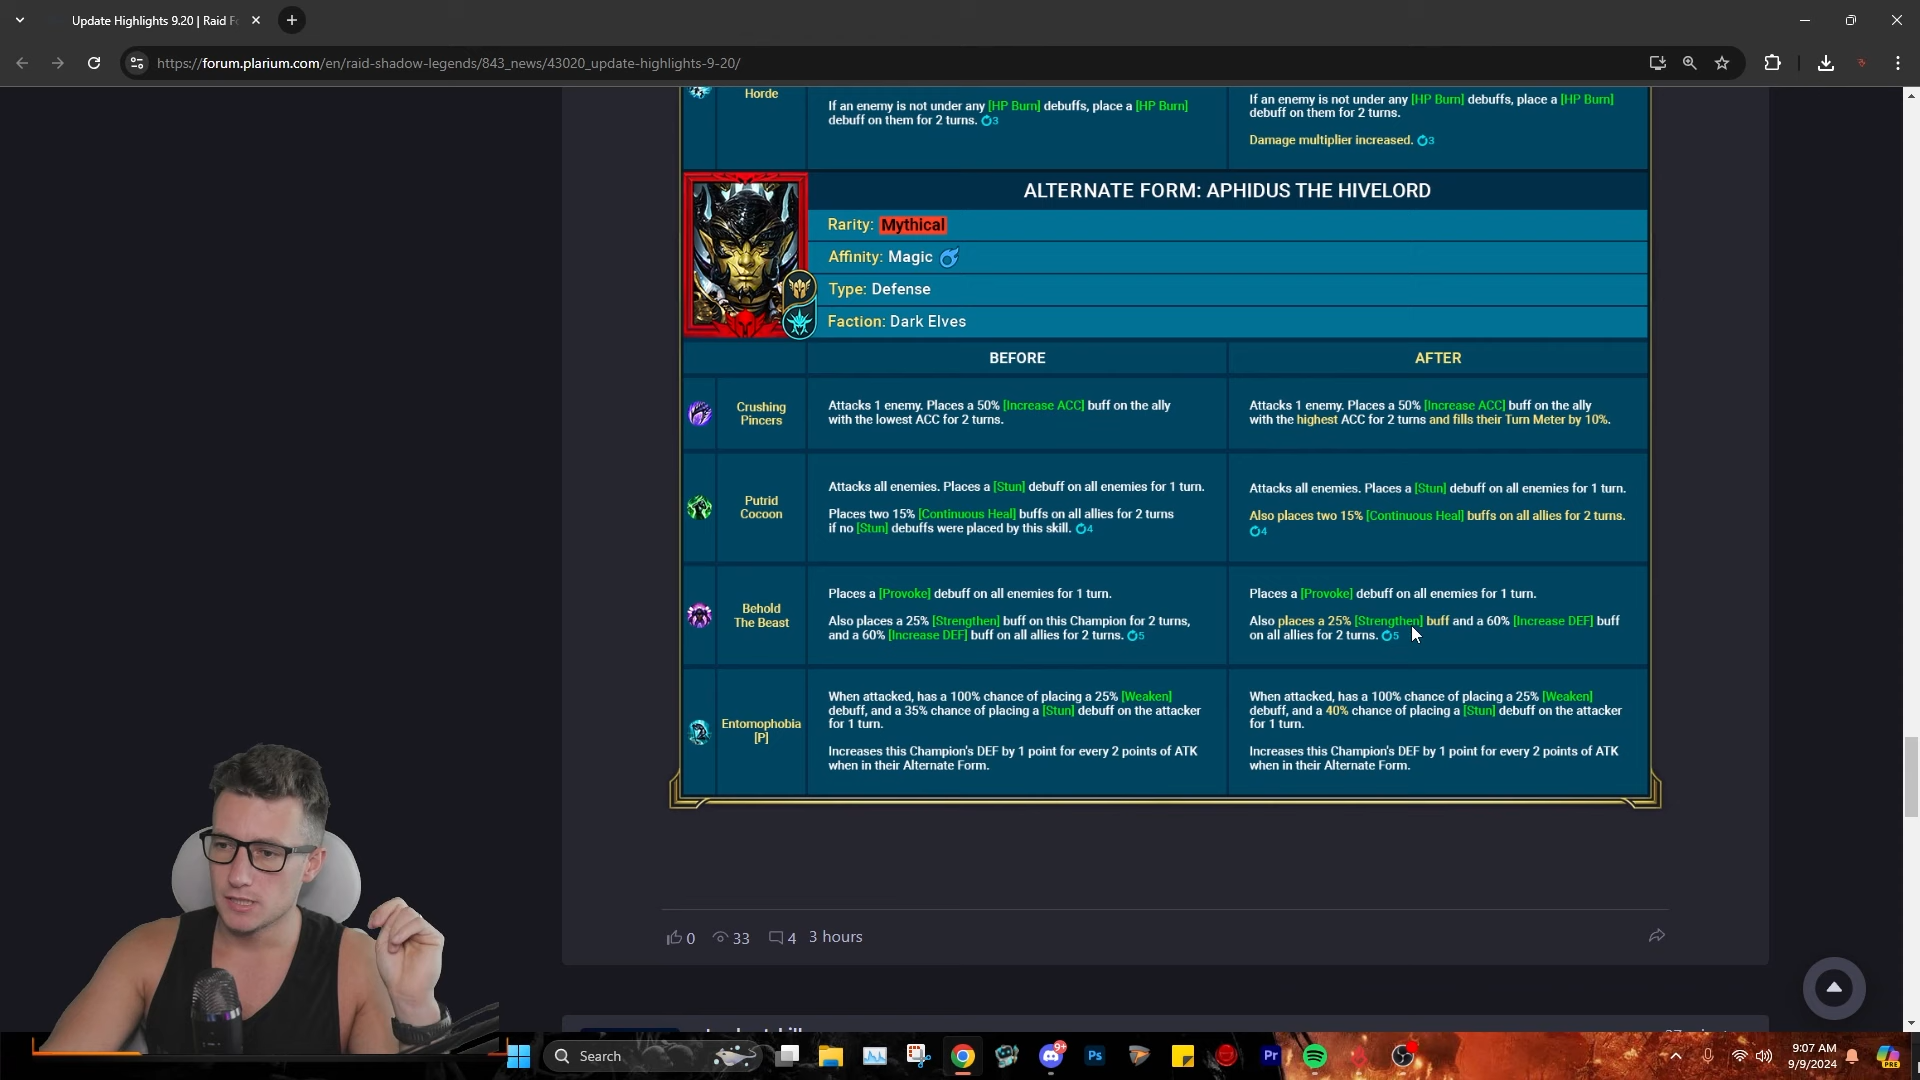 Update Highlights 9.20 | Raid F
https://forum.plarium.com/en/raid-shadow-legends/843_news/43020_update-highlights-9-20/
Horde
If an enemy is not under any [HP Burn] debuffs, place a [HP Burn]
debuff on them for 2 turns. 3
If an enemy is not under any [HP Burn] debuffs, place a [HP Burn]
debuff on them for 2 turns.
Damage multiplier increased. 3
ALTERNATE FORM: APHIDUS THE HIVELORD
Rarity: Mythical
Affinity: Magic
Type: Defense
Faction: Dark Elves
BEFORE
AFTER
Crushing
Pincers
Attacks 1 enemy. Places a 50% [Increase ACC] buff on the ally
with the lowest ACC for 2 turns.
Attacks 1 enemy. Places a 50% [Increase ACC] buff on the ally
with the highest ACC for 2 turns and fills their Turn Meter by 10%.
Putrid
Cocoon
Attacks all enemies. Places a [Stun] debuff on all enemies for 1 turn.
Places two 15% [Continuous Heal] buffs on all allies for 2 turns
if no [Stun] debuffs were placed by this skill. 4
Attacks all enemies. Places a [Stun] debuff on all enemies for 1 turn.
Also places two 15% [Continuous Heal] buffs on all allies for 2 turns.
4
Behold
The Beast
Places a [Provoke] debuff on all enemies for 1 turn.
Also places a 25% [Strengthen] buff on this Champion for 2 turns,
and a 60% [Increase DEF] buff on all allies for 2 turns. 5
Places a [Provoke] debuff on all enemies for 1 turn.
Also places a 25% [Strengthen] buff and a 60% [Increase DEF] buff
on all allies for 2 turns. 5
Entomophobia
[P]
When attacked, has a 100% chance of placing a 25% [Weaken]
debuff, and a 35% chance of placing a [Stun] debuff on the attacker
for 1 turn.
Increases this Champion's DEF by 1 point for every 2 points of ATK
when in their Alternate Form.
When attacked, has a 100% chance of placing a 25% [Weaken]
debuff, and a 40% chance of placing a [Stun] debuff on the attacker
for 1 turn.
Increases this Champion's DEF by 1 point for every 2 points of ATK
when in their Alternate Form.
0 33 4 3 hours
Search
9+
Ps
Pr
9:07 AM
9/9/2024
PRE